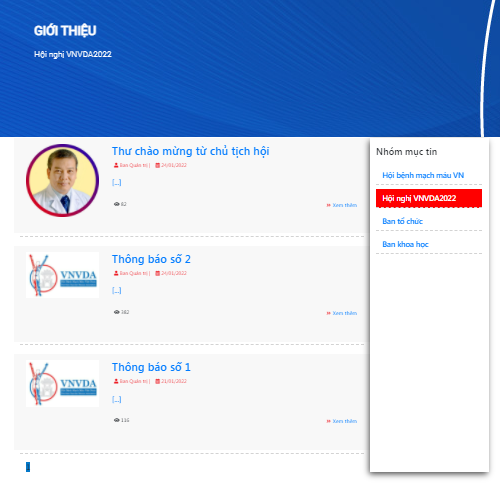 GIỚI THIỆU
Hội nghị VNVDA2022
Thư chào mừng từ chủ tịch hội
Ban Quản trị | 24/01/2022
[...]
82
Xem thêm
Thông báo số 2
VNVDA
Ban Quản trị | 24/01/2022
[...]
382
Xem thêm
Thông báo số 1
VNVDA
Ban Quản trị | 21/01/2022
[...]
116
Xem thêm
Nhóm mục tin
Hội bệnh mạch máu VN
Hội nghị VNVDA2022
Ban tổ chức
Ban khoa học